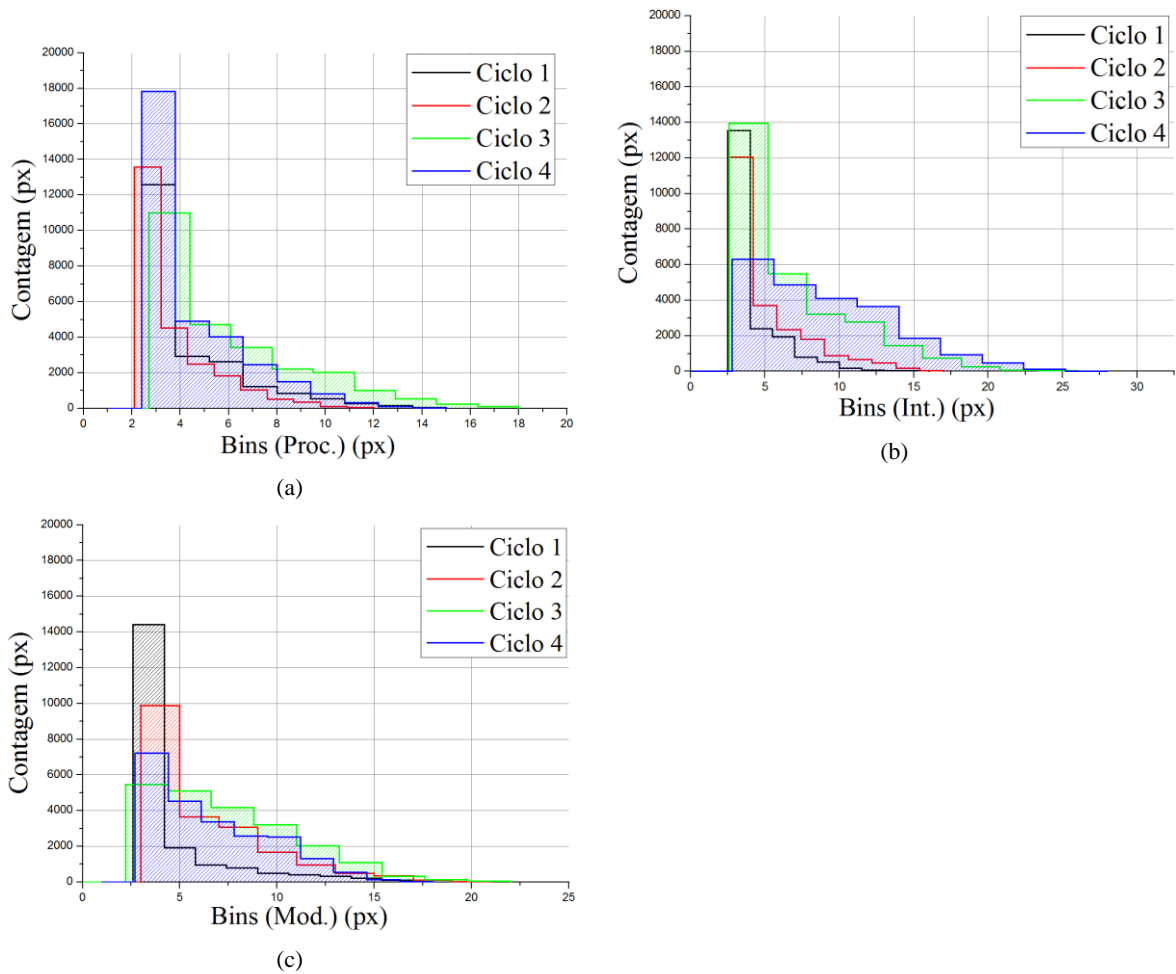 20000
18000
16000
14000
12000
10000
8000
6000
4000
2000
0
Contagem (px)
Ciclo 1
Ciclo 2
Ciclo 3
Ciclo 4
0 2 4 6 8 10 12 14 16 18 20
Bins (Proc.) (px)
(a)
20000
18000
16000
14000
12000
10000
8000
6000
4000
2000
0
Contagem (px)
Ciclo 1
Ciclo 2
Ciclo 3
Ciclo 4
0 5 10 15 20 25 30
Bins (Int.) (px)
(b)
20000
18000
16000
14000
12000
10000
8000
6000
4000
2000
0
Contagem (px)
Ciclo 1
Ciclo 2
Ciclo 3
Ciclo 4
0 5 10 15 20 25
Bins (Mod.) (px)
(c)